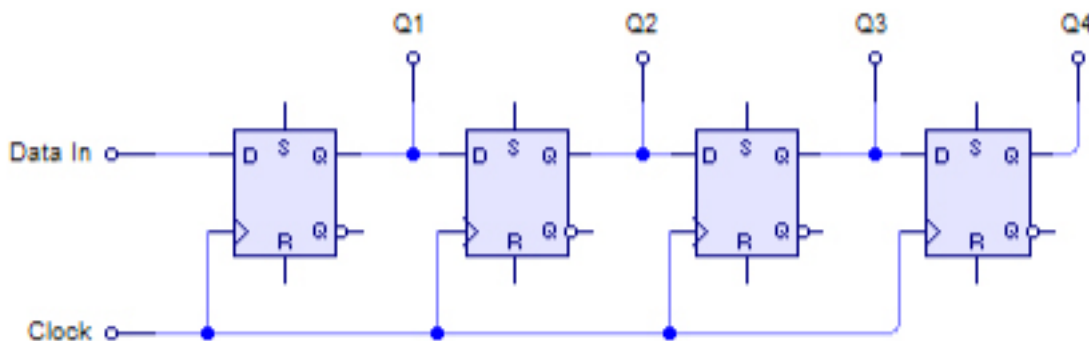 Q1 Q2 Q3 Q4
Data In D S Q D S Q D S Q D S Q
R Q R Q R Q R Q
Clock